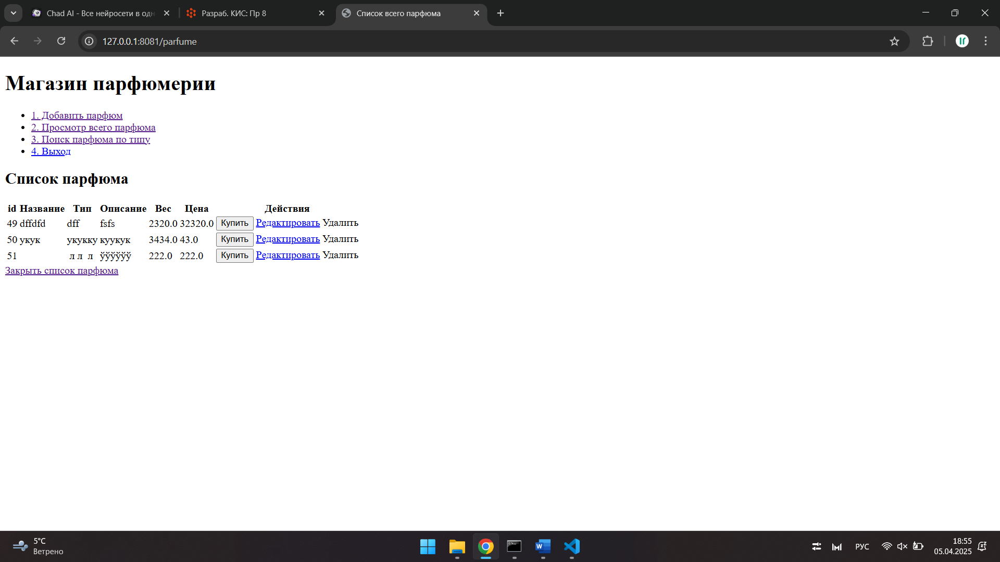 Chad AI - Все нейросети в одн
Разраб. КИС: Пр 8
Список всего парфюма
127.0.0.1:8081/parfume
Магазин парфюмерии
1. Добавить парфюм
2. Просмотр всего парфюма
3. Поиск парфюма по типу
4. Выход
Список парфюма
id Название Тип Описание Вес Цена Действия
49 dffdfd dff fsfs 2320.0 32320.0 Купить Редактировать Удалить
50 укук укукку куукук 3434.0 43.0 Купить Редактировать Удалить
51 л л л ўўўўўў 222.0 222.0 Купить Редактировать Удалить
Закрыть список парфюма
5°C
Ветрено
РУС
18:55
05.04.2025